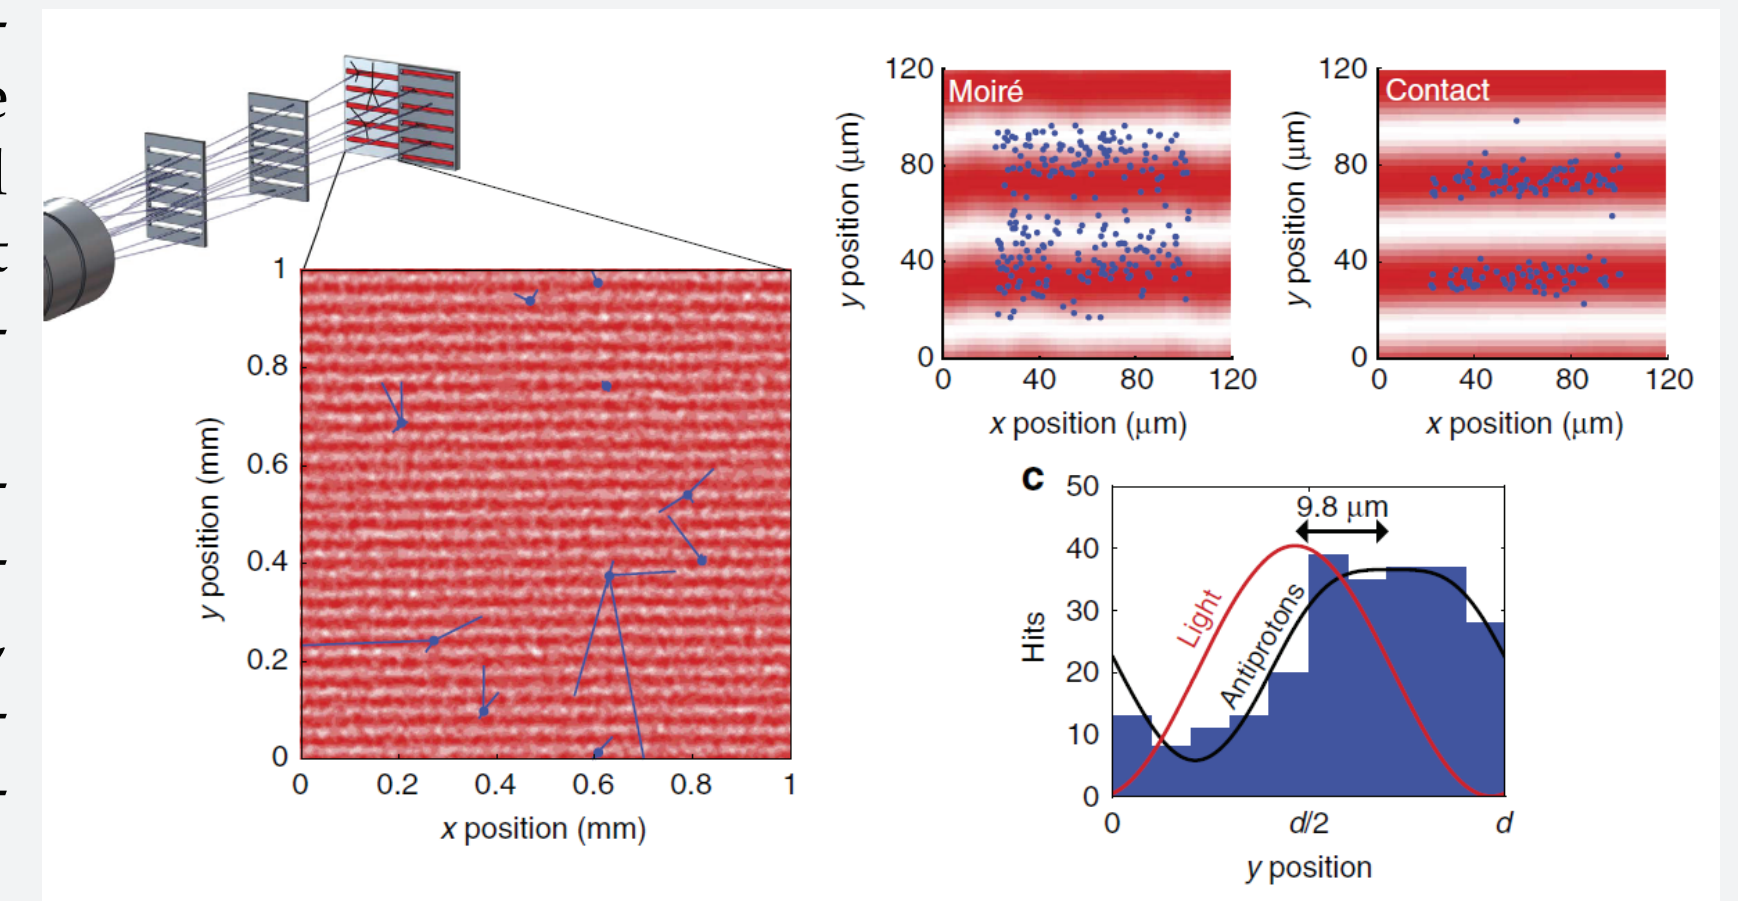 -
e
l
t
-
-
-
-
-
-
1
0.8
0.6
0.4
0.2
0
0 0.2 0.4 0.6 0.8 1
y position (mm)
x position (mm)
Moiré
120
80
40
0
0 40 80 120
y position (μm)
x position (μm)
Contact
120
80
40
0
0 40 80 120
y position (μm)
x position (μm)
c
9.8 μm
Light
Antiprotons
50
40
30
20
10
0
0 d/2 d
Hits
y position